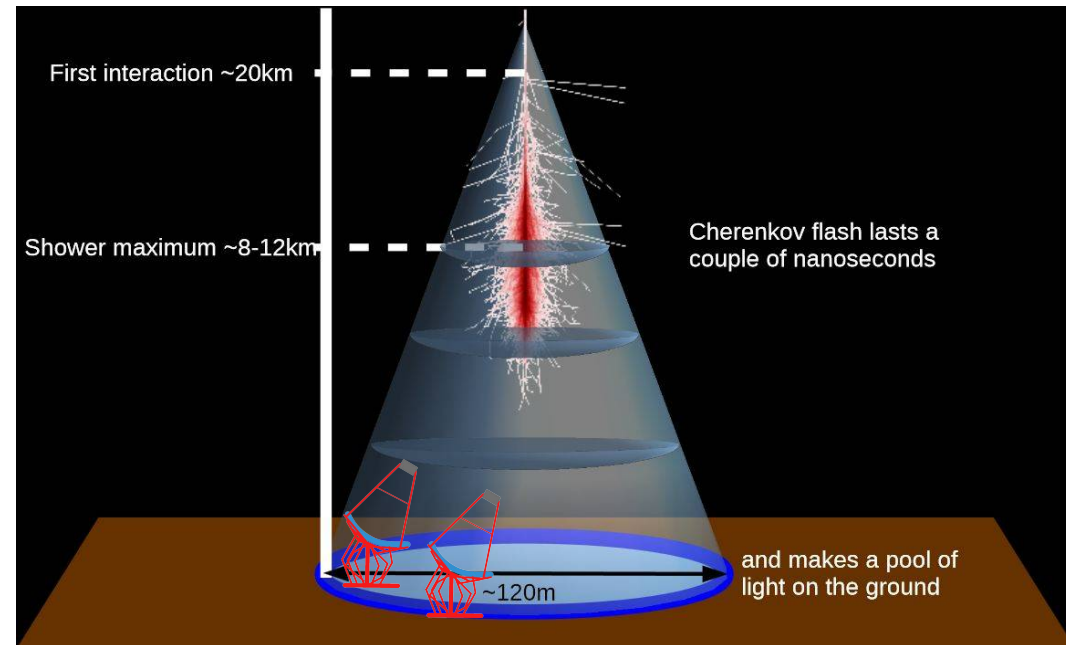 First interaction ~20km
Shower maximum ~8-12km
Cherenkov flash lasts a
couple of nanoseconds
and makes a pool of
light on the ground
~120m